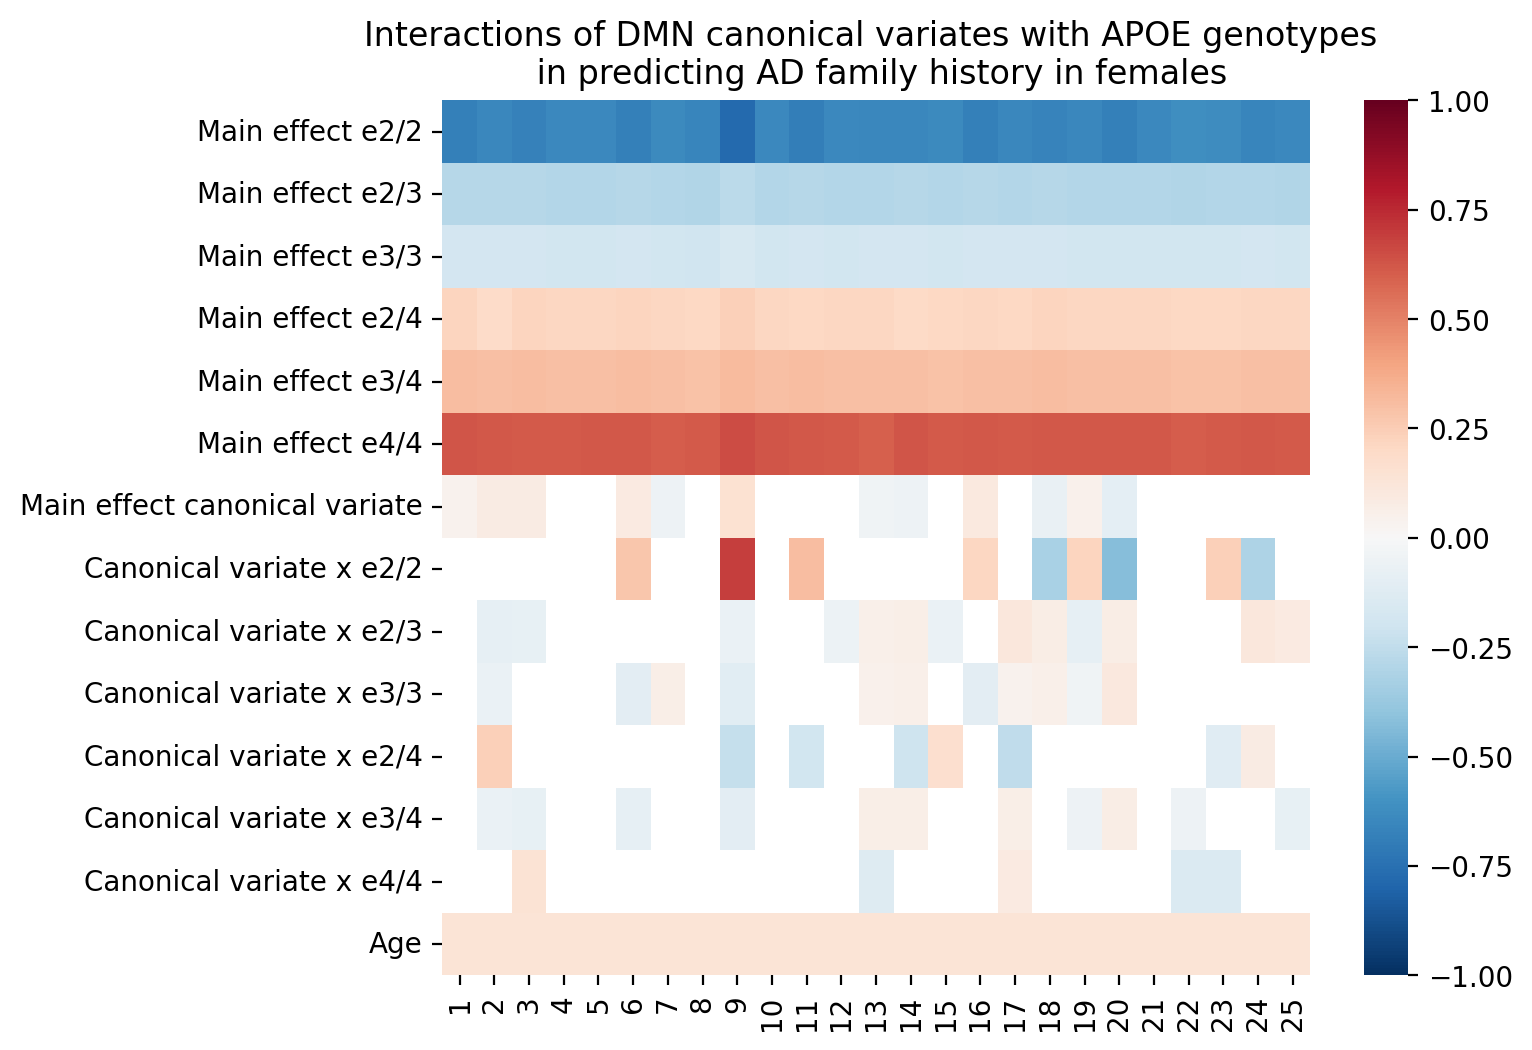 Interactions of DMN canonical variates with APOE genotypes
in predicting AD family history in females
Main effect e2/2
Main effect e2/3
Main effect e3/3
Main effect e2/4
Main effect e3/4
Main effect e4/4
Main effect canonical variate
Canonical variate x e2/2
Canonical variate x e2/3
Canonical variate x e3/3
Canonical variate x e2/4
Canonical variate x e3/4
Canonical variate x e4/4
Age
1 2 3 4 5 6 7 8 9 10 11 12 13 14 15 16 17 18 19 20 21 22 23 24 25
1.00
0.75
0.50
0.25
0.00
−0.25
−0.50
−0.75
−1.00